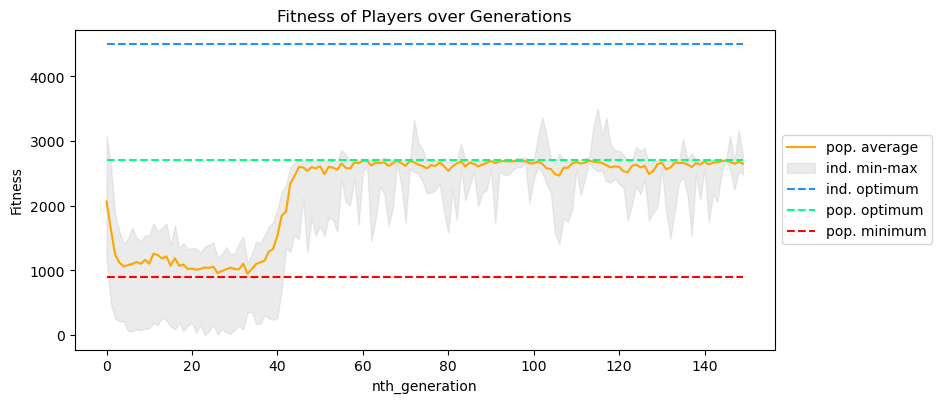 Fitness of Players over Generations
Fitness
4000
3000
2000
1000
0
0 20 40 60 80 100 120 140
nth_generation
pop. average
ind. min-max
ind. optimum
pop. optimum
pop. minimum